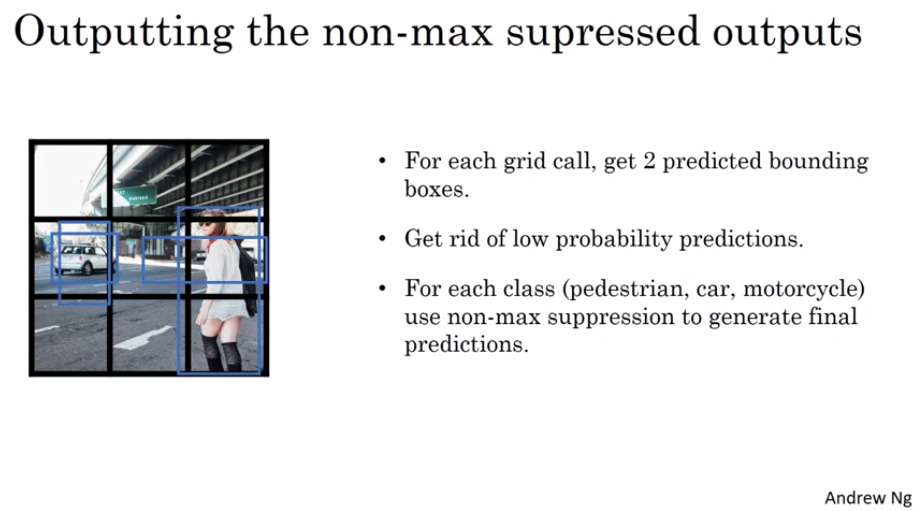 Outputting the non-max supressed outputs
• For each grid call, get 2 predicted bounding
boxes.
• Get rid of low probability predictions.
• For each class (pedestrian, car, motorcycle)
use non-max suppression to generate final
predictions.
Andrew Ng